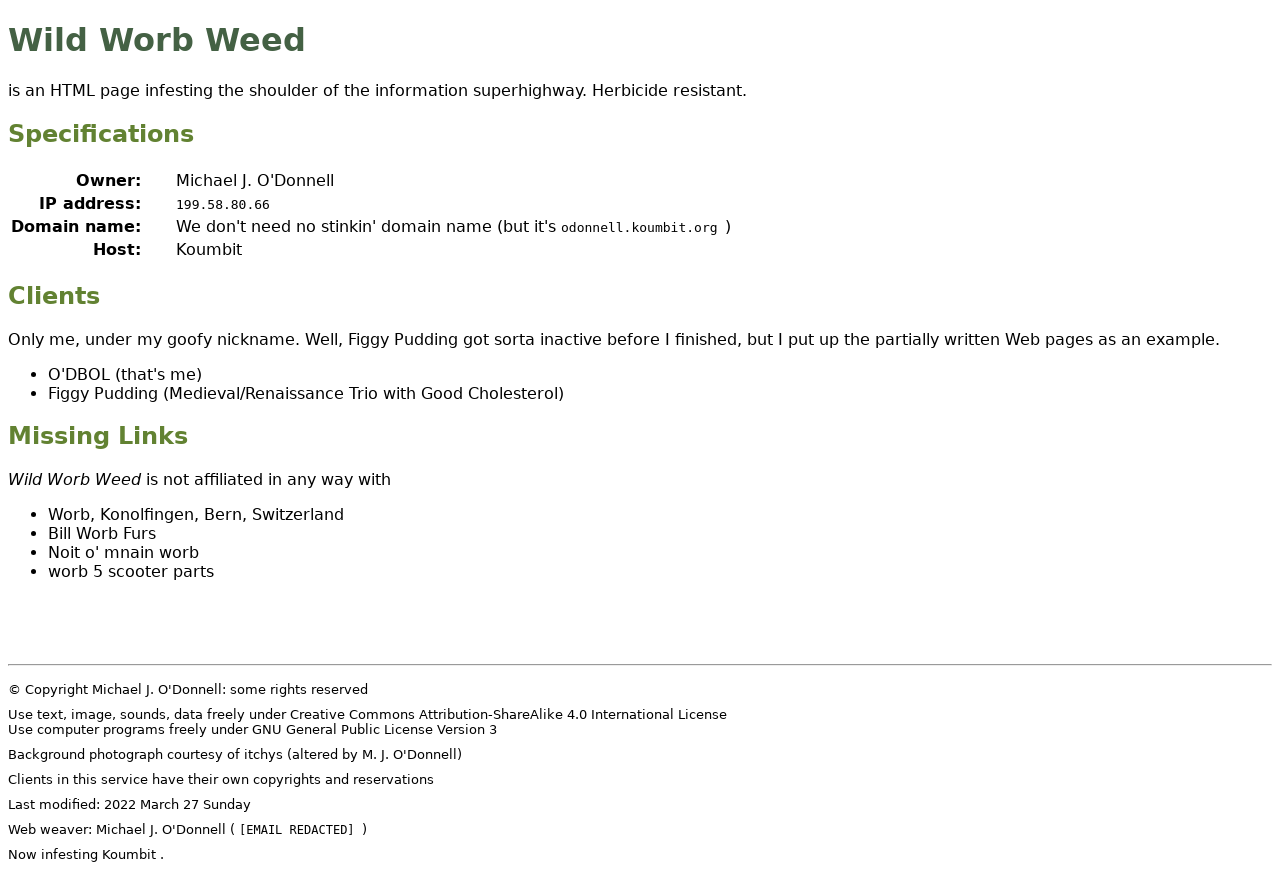 Wild Worb Weed
is an HTML page infesting the shoulder of the information superhighway. Herbicide resistant.
Specifications
Owner: Michael J. O'Donnell
IP address: 199.58.80.66
Domain name: We don't need no stinkin' domain name (but it's odonnell.koumbit.org )
Host: Koumbit
Clients
Only me, under my goofy nickname. Well, Figgy Pudding got sorta inactive before I finished, but I put up the partially written Web pages as an example.
• O'DBOL (that's me)
• Figgy Pudding (Medieval/Renaissance Trio with Good Cholesterol)
Missing Links
Wild Worb Weed is not affiliated in any way with
• Worb, Konolfingen, Bern, Switzerland
• Bill Worb Furs
• Noit o' mnain worb
• worb 5 scooter parts
© Copyright Michael J. O'Donnell: some rights reserved
Use text, image, sounds, data freely under Creative Commons Attribution-ShareAlike 4.0 International License
Use computer programs freely under GNU General Public License Version 3
Background photograph courtesy of itchys (altered by M. J. O'Donnell)
Clients in this service have their own copyrights and reservations
Last modified: 2022 March 27 Sunday
Web weaver: Michael J. O'Donnell ( [EMAIL REDACTED] )
Now infesting Koumbit .